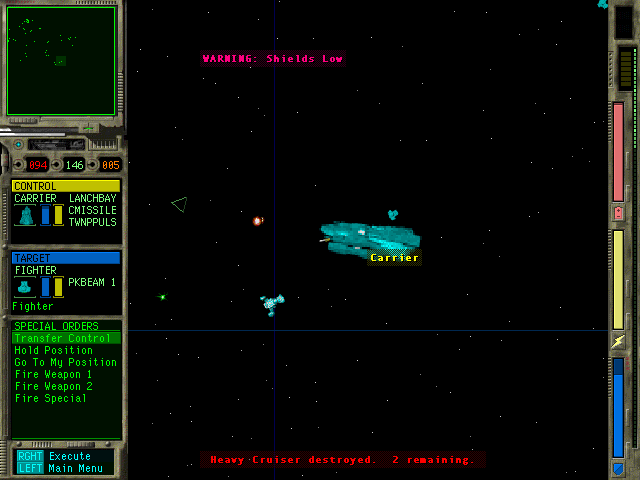 WARNING: Shields Low
094 146 005
CONTROL
CARRIER LANCHBAY
CMISSILE
TWNPPULS
TARGET
FIGHTER
PKBEAM 1
Fighter
SPECIAL ORDERS
Transfer Control
Hold Position
Go To My Position
Fire Weapon 1
Fire Weapon 2
Fire Special
RGHT Execute
LEFT Main Menu
Carrier
Heavy Cruiser destroyed. 2 remaining.